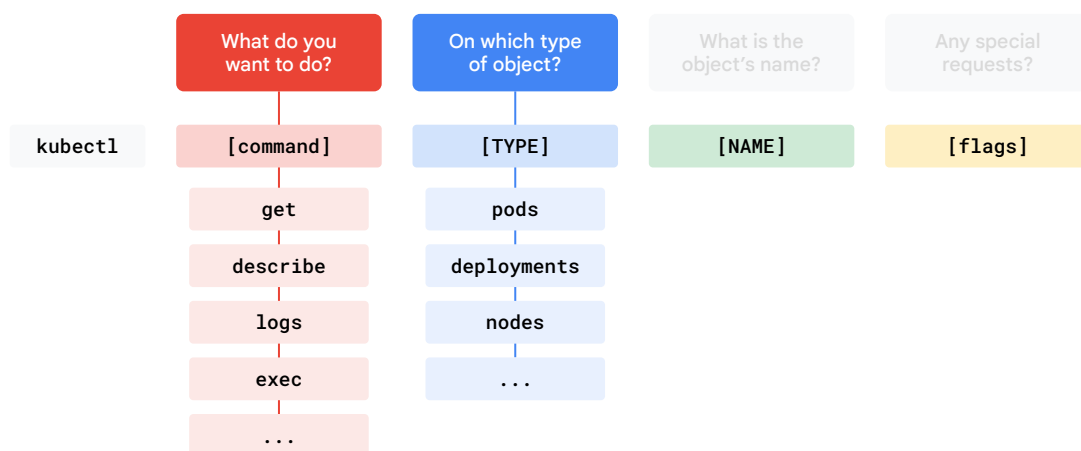 What do you
want to do?
On which type
of object?
What is the
object's name?
Any special
requests?
kubectl
[command]
[TYPE]
[NAME]
[flags]
get
pods
describe
deployments
logs
nodes
exec
...
...